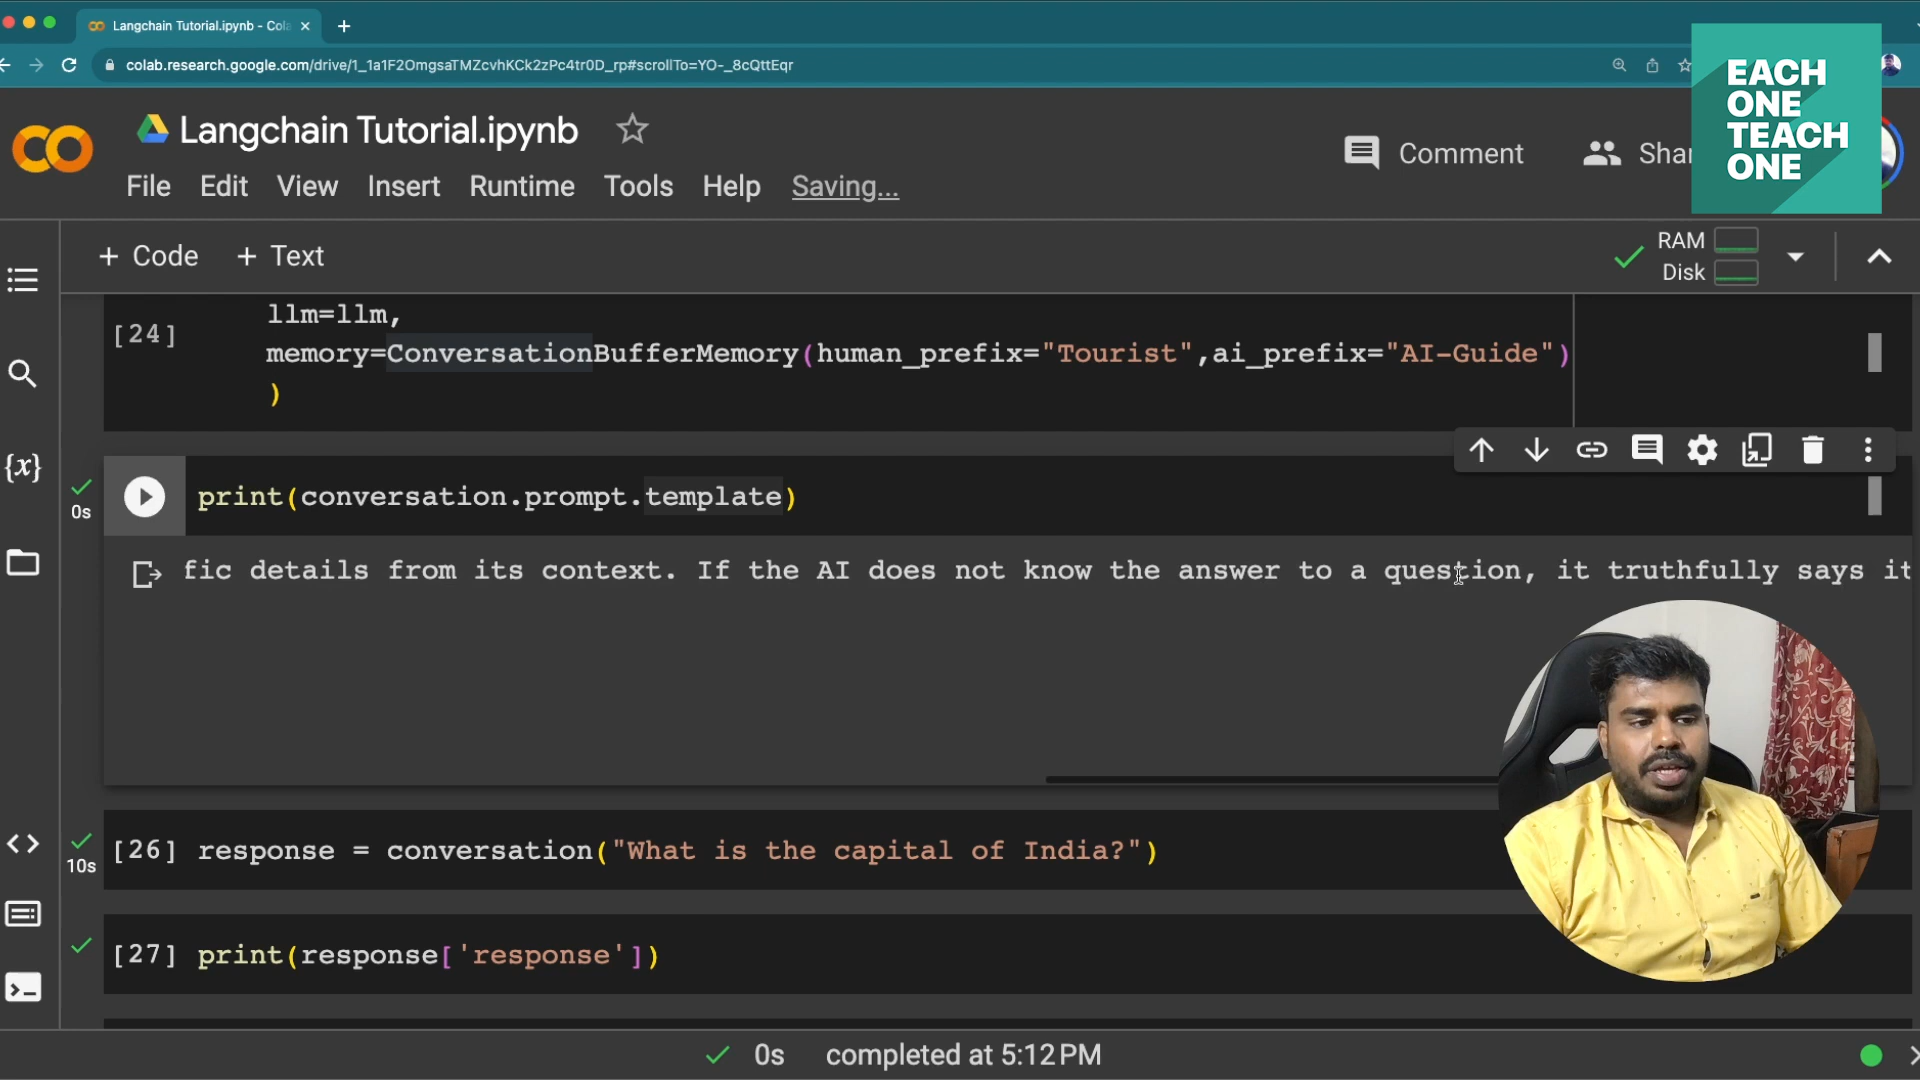 Langchain Tutorial.ipynb - Cola
colab.research.google.com/drive/1_1a1F2OmgsaTMZcvhKCk2zPc4tr0D_rp#scrollTo=YO-_8cQttEqr
EACH
ONE
TEACH
ONE
Langchain Tutorial.ipynb
Comment
Shar
File Edit View Insert Runtime Tools Help Saving...
+ Code + Text
RAM
Disk
[24]
llm=llm,
memory=ConversationBufferMemory(human_prefix="Tourist",ai_prefix="AI-Guide")
)
{x}
0s
print(conversation.prompt.template)
fic details from its context. If the AI does not know the answer to a question, it truthfully says it
10s
[26] response = conversation("What is the capital of India?")
[27] print(response['response'])
0s completed at 5:12 PM